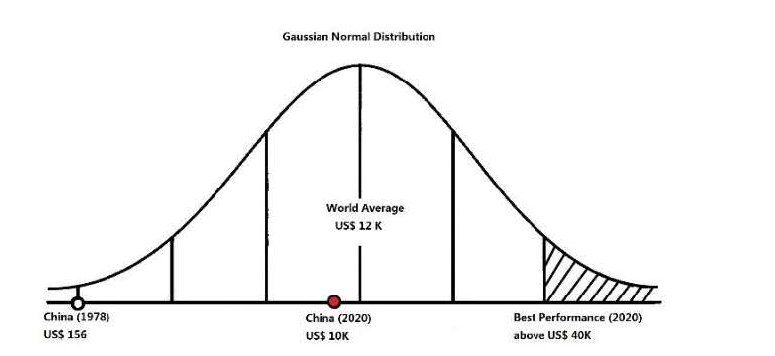 Gaussian Normal Distribution
World Average
US$ 12 K
China (1978)
US$ 156
China (2020)
US$ 10K
Best Performance (2020)
above US$ 40K